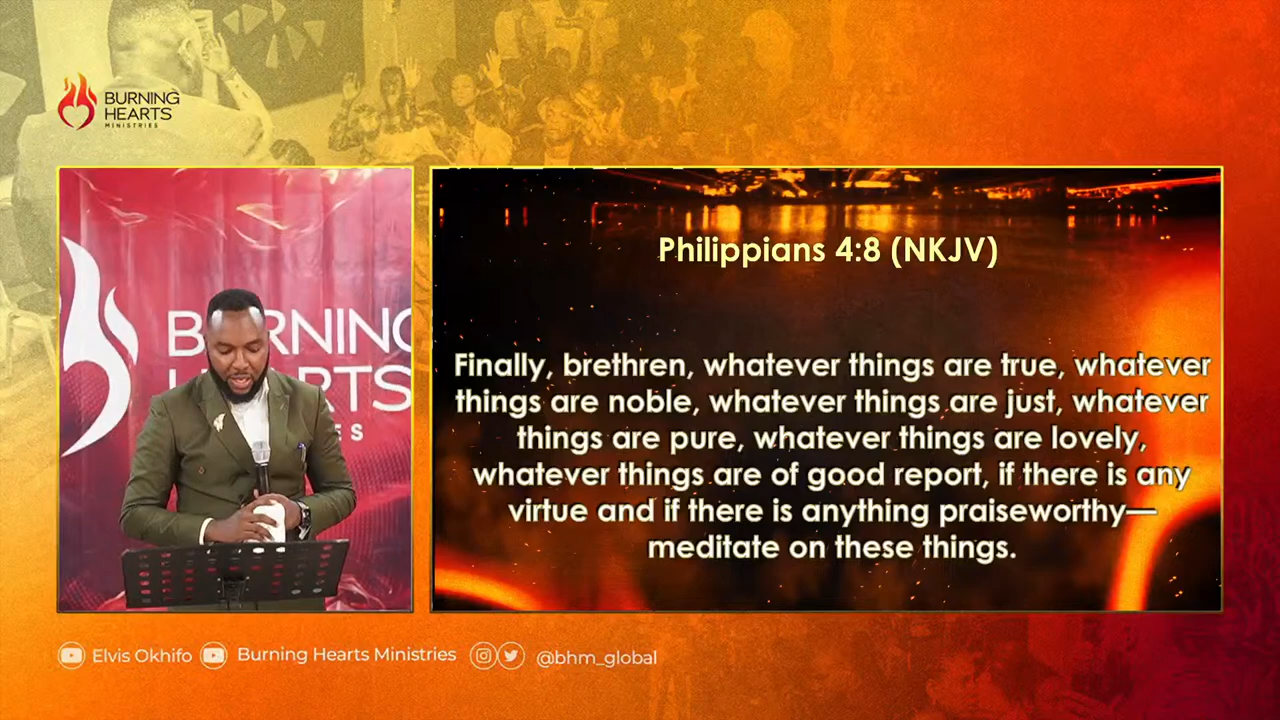 BURNING
HEARTS
MINISTRIES
Philippians 4:8 (NKJV)
Finally, brethren, whatever things are true, whatever
things are noble, whatever things are just, whatever
things are pure, whatever things are lovely,
whatever things are of good report, if there is any
virtue and if there is anything praiseworthy—
meditate on these things.
Elvis Okhifo
Burning Hearts Ministries
@bhm_global